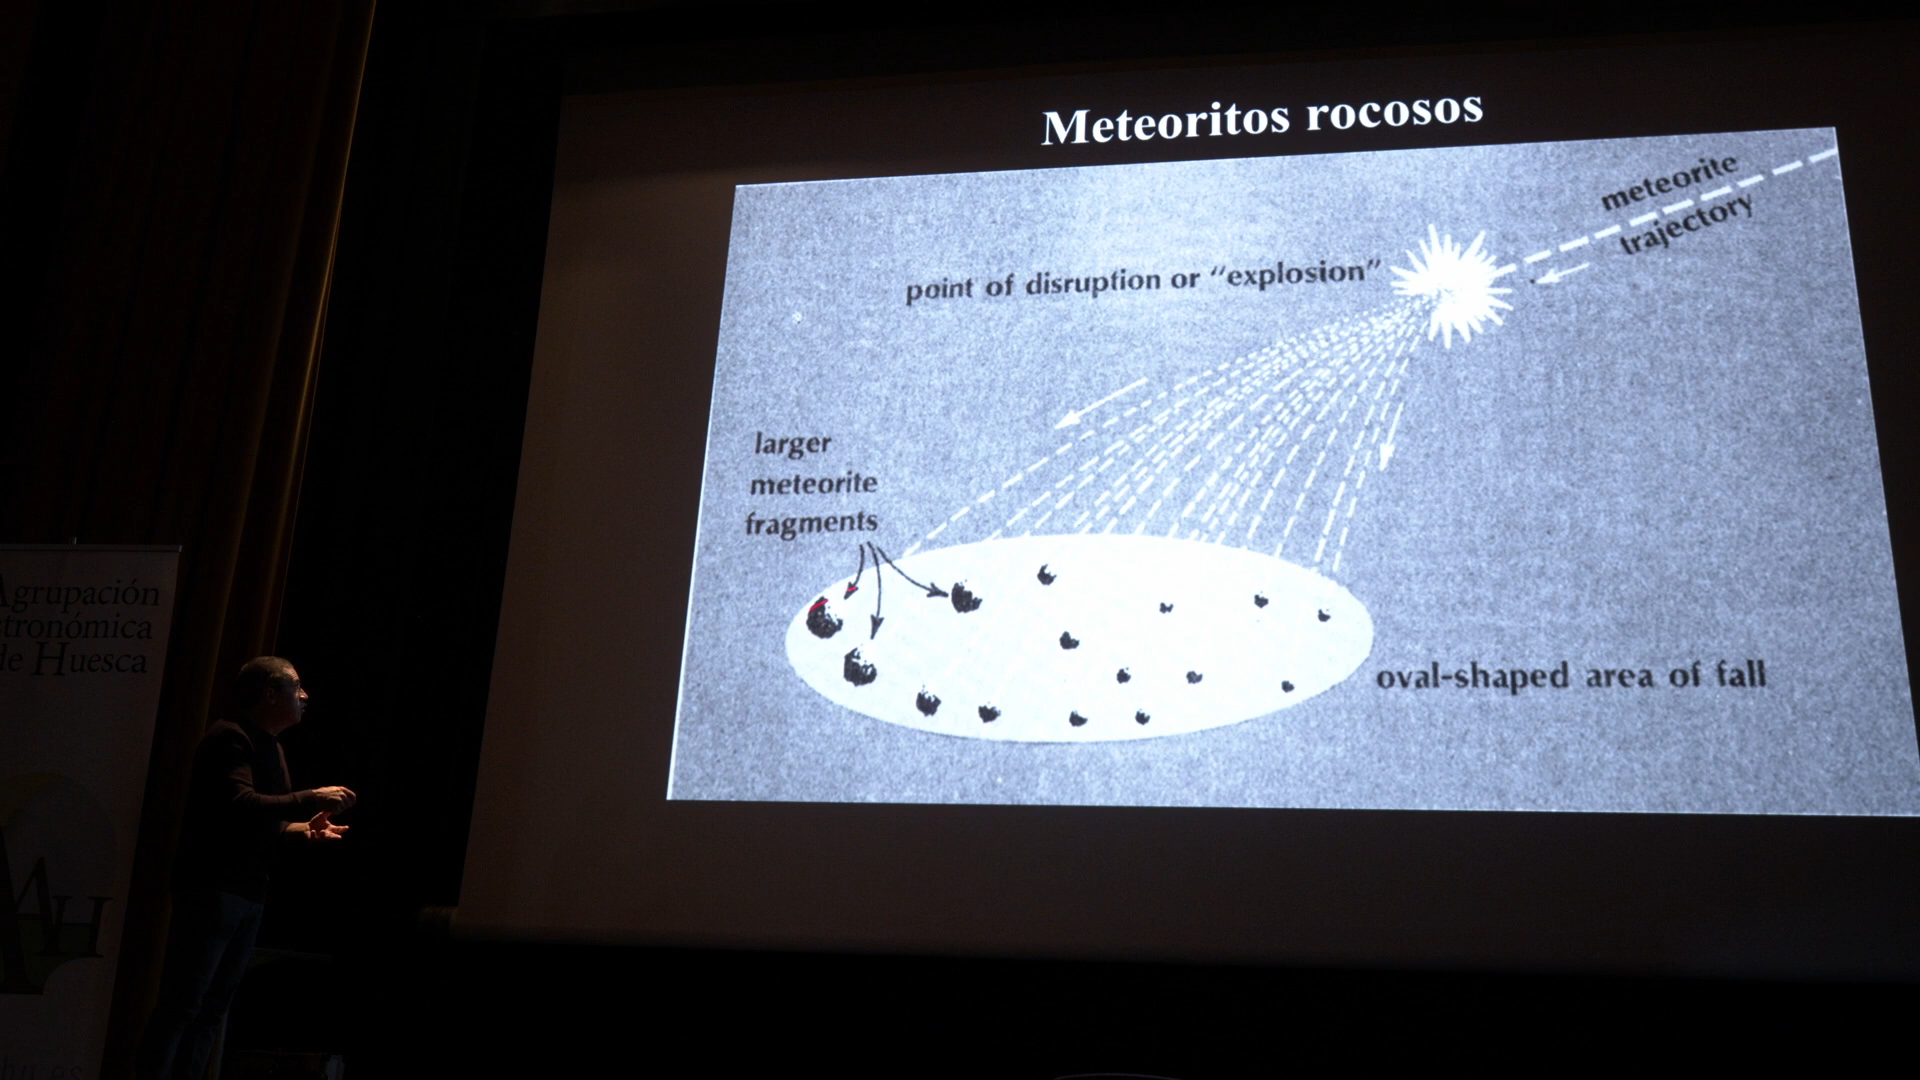 Meteoritos rocosos
meteorite
trajectory
point of disruption or “explosion”
larger
meteorite
fragments
oval-shaped area of fall
Agrupación
stronómica
de Huesca